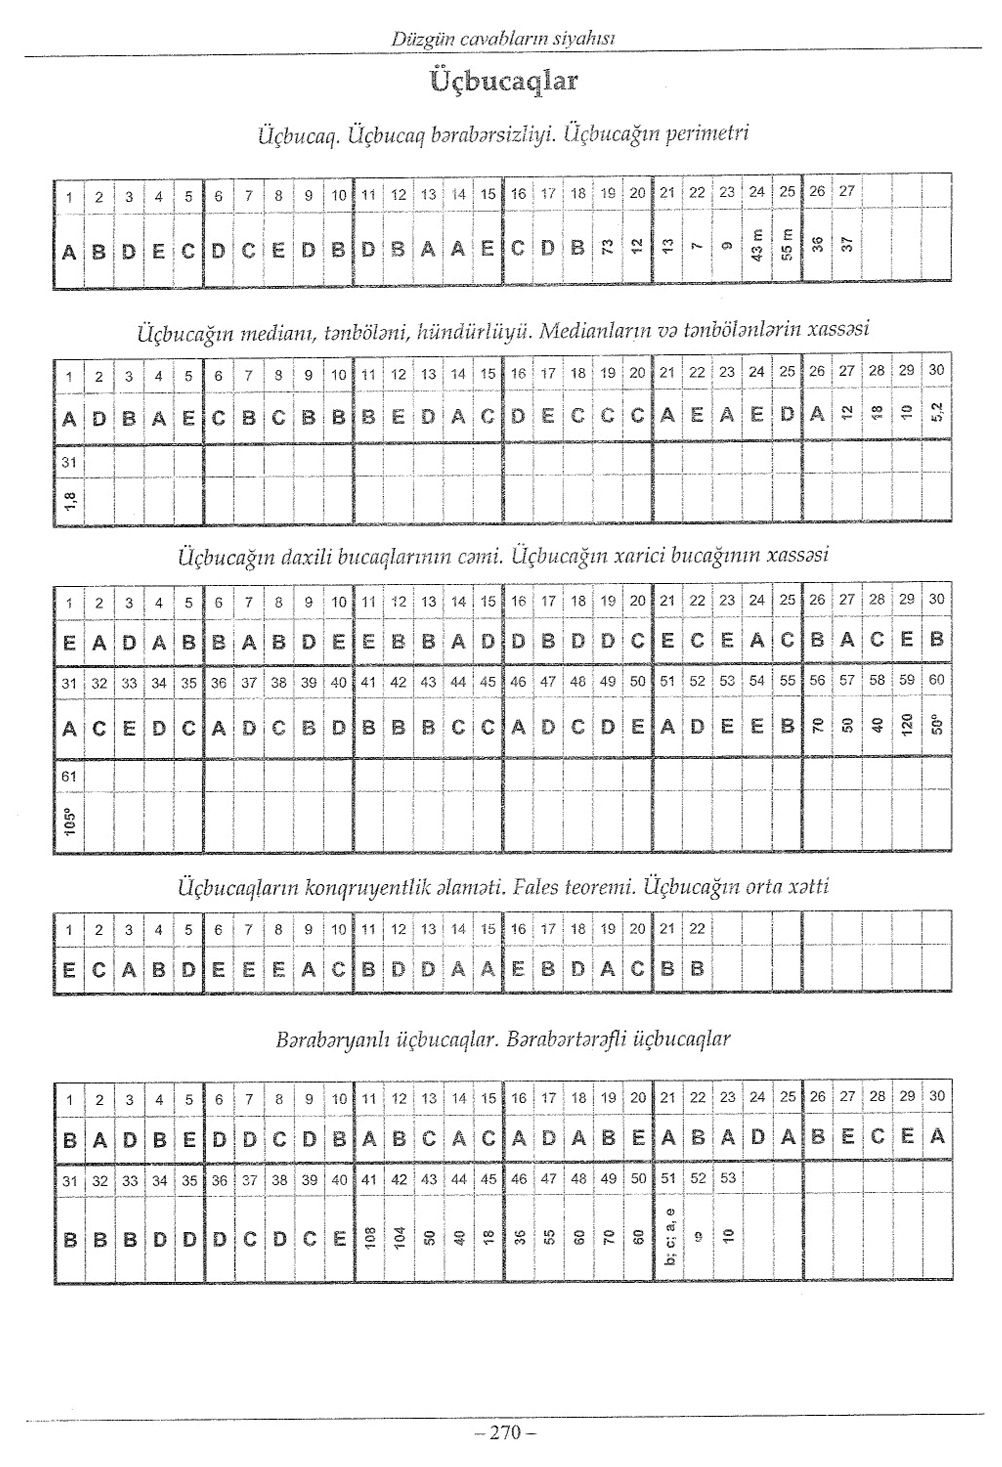 Düzgün cavabların siyahısı
Üçbucaqlar
Üçbucaq. Üçbucaq bərabərsizliyi. Üçbucağın perimetri
1 2 3 4 5 6 7 8 9 10 11 12 13 14 15 16 17 18 19 20 21 22 23 24 25 26 27
A B D E C D C E D B D B A A E C D B 73 12 13 7 9 43 m 55 m 36 37
Üçbucağın medianı, tənböləni, hündürlüyü. Medianların və tənbölənlərin xassəsi
1 2 3 4 5 6 7 8 9 10 11 12 13 14 15 16 17 18 19 20 21 22 23 24 25 26 27 28 29 30
A D B A E C B C B B B E D A C D E C C C A E A E D A 12 18 10 5,2
31
1,8
Üçbucağın daxili bucaqlarının cəmi. Üçbucağın xarici bucağının xassəsi
1 2 3 4 5 6 7 8 9 10 11 12 13 14 15 16 17 18 19 20 21 22 23 24 25 26 27 28 29 30
E A D A B B A B D E E B B A D D B D D C E C E A C B A C E B
31 32 33 34 35 36 37 38 39 40 41 42 43 44 45 46 47 48 49 50 51 52 53 54 55 56 57 58 59 60
A C E D C A D C B D B B B C C A D C D E A D E E B 70 50 40 120 50°
61
105°
Üçbucaqların konqruyentlik əlaməti. Fales teoremi. Üçbucağın orta xətti
1 2 3 4 5 6 7 8 9 10 11 12 13 14 15 16 17 18 19 20 21 22
E C A B D E E E A C B D D A A E B D A C B B
Bərabəryanlı üçbucaqlar. Bərabərtərəfli üçbucaqlar
1 2 3 4 5 6 7 8 9 10 11 12 13 14 15 16 17 18 19 20 21 22 23 24 25 26 27 28 29 30
B A D B E D D C D B A B C A C A D A B E A B A D A B E C E A
31 32 33 34 35 36 37 38 39 40 41 42 43 44 45 46 47 48 49 50 51 52 53
B B B D D D C D C E 108 104 50 40 18 36 55 60 70 60 b; c; a, e 9 10
– 270 –